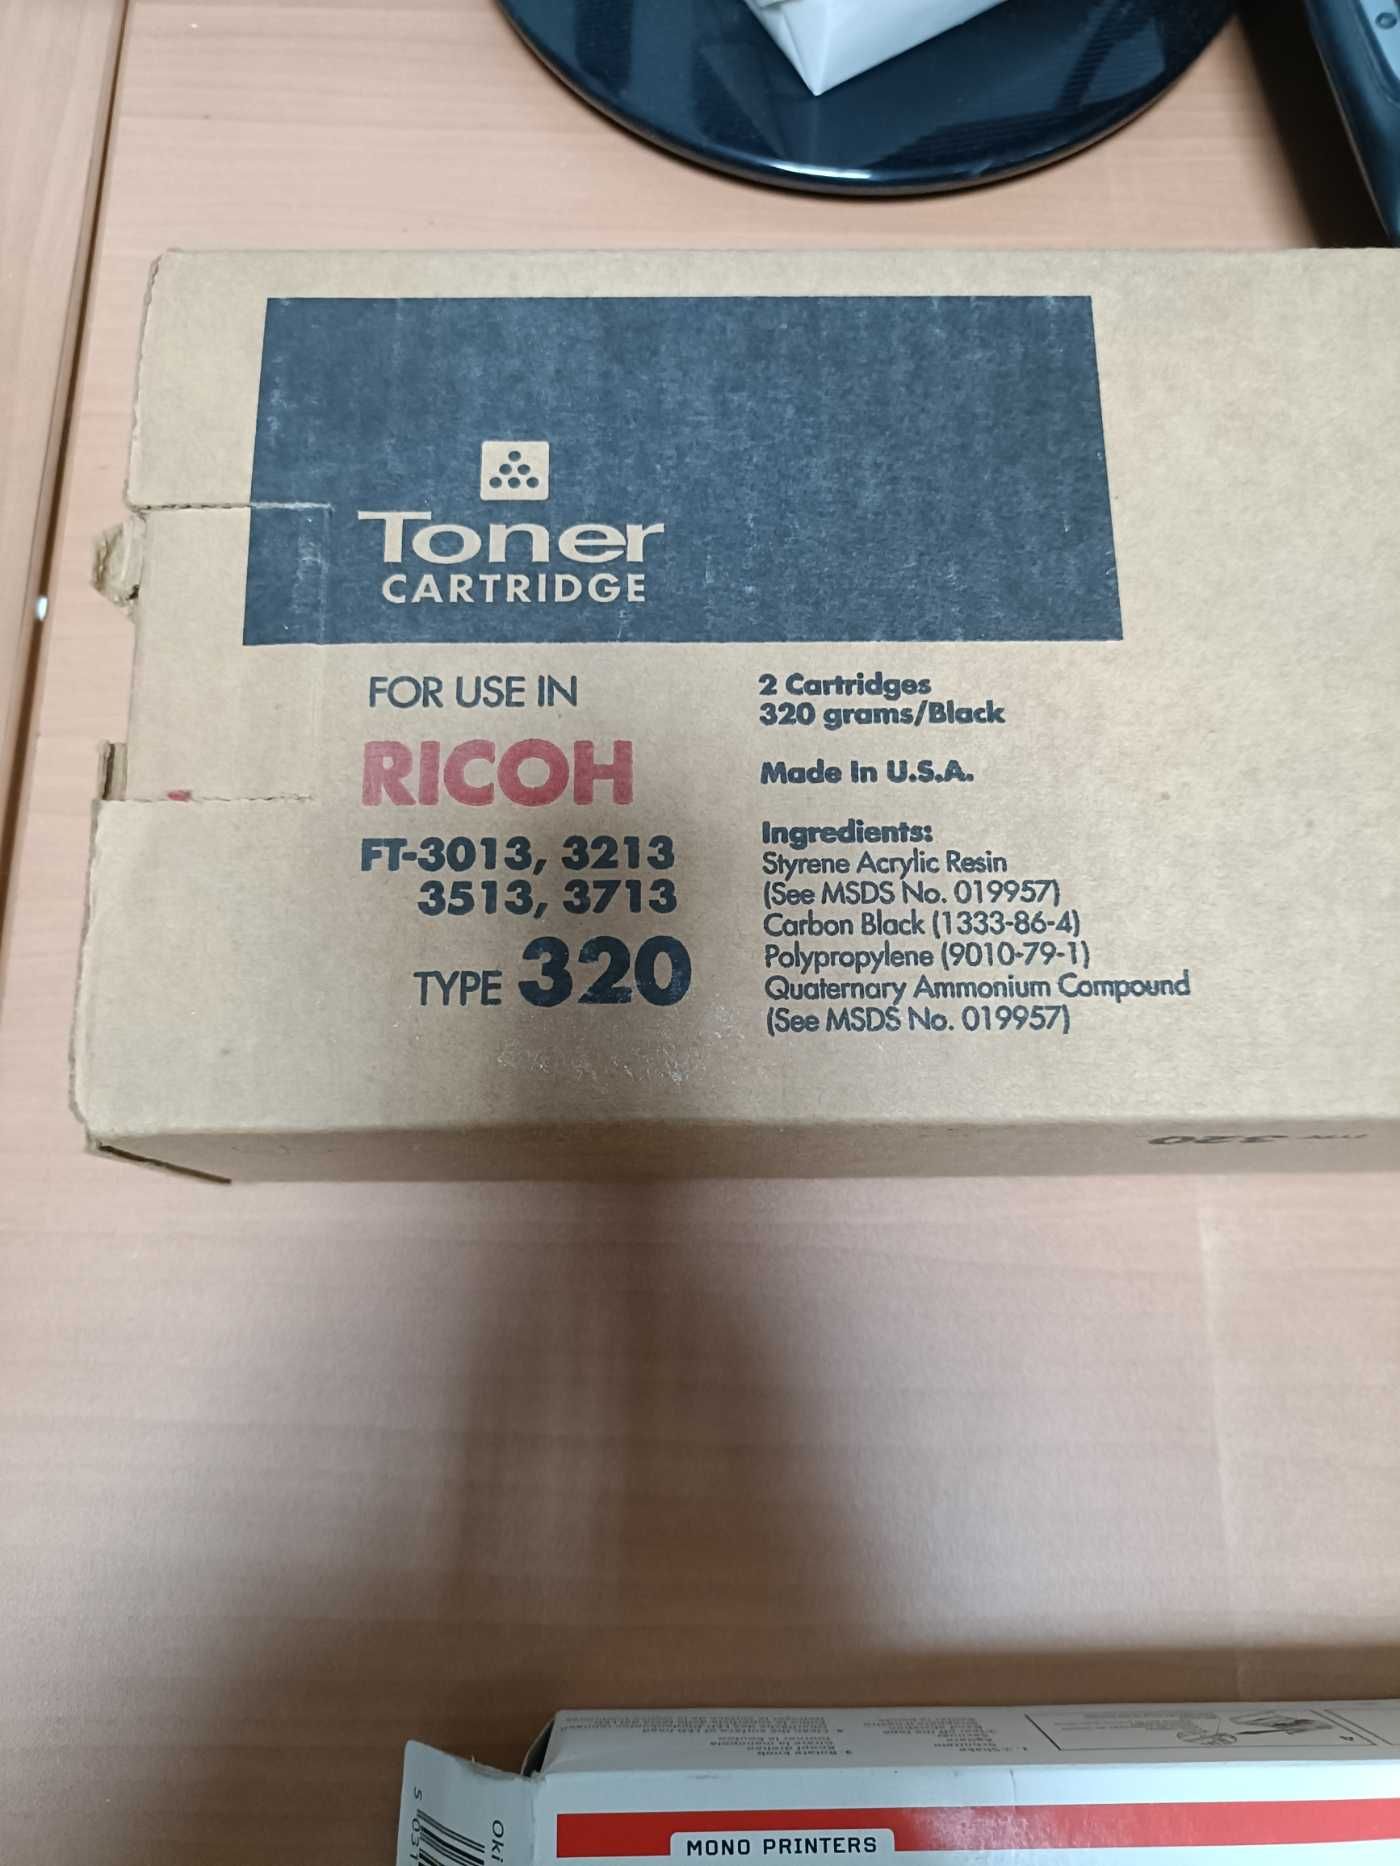 Toner
CARTRIDGE
FOR USE IN
RICOH
FT-3013, 3213
3513, 3713
TYPE 320
2 Cartridges
320 grams/Black
Made In U.S.A.
Ingredients:
Styrene Acrylic Resin
(See MSDS No. 019957)
Carbon Black (1333-86-4)
Polypropylene (9010-79-1)
Quaternary Ammonium Compound
(See MSDS No. 019957)
320
MONO PRINTERS
Oki